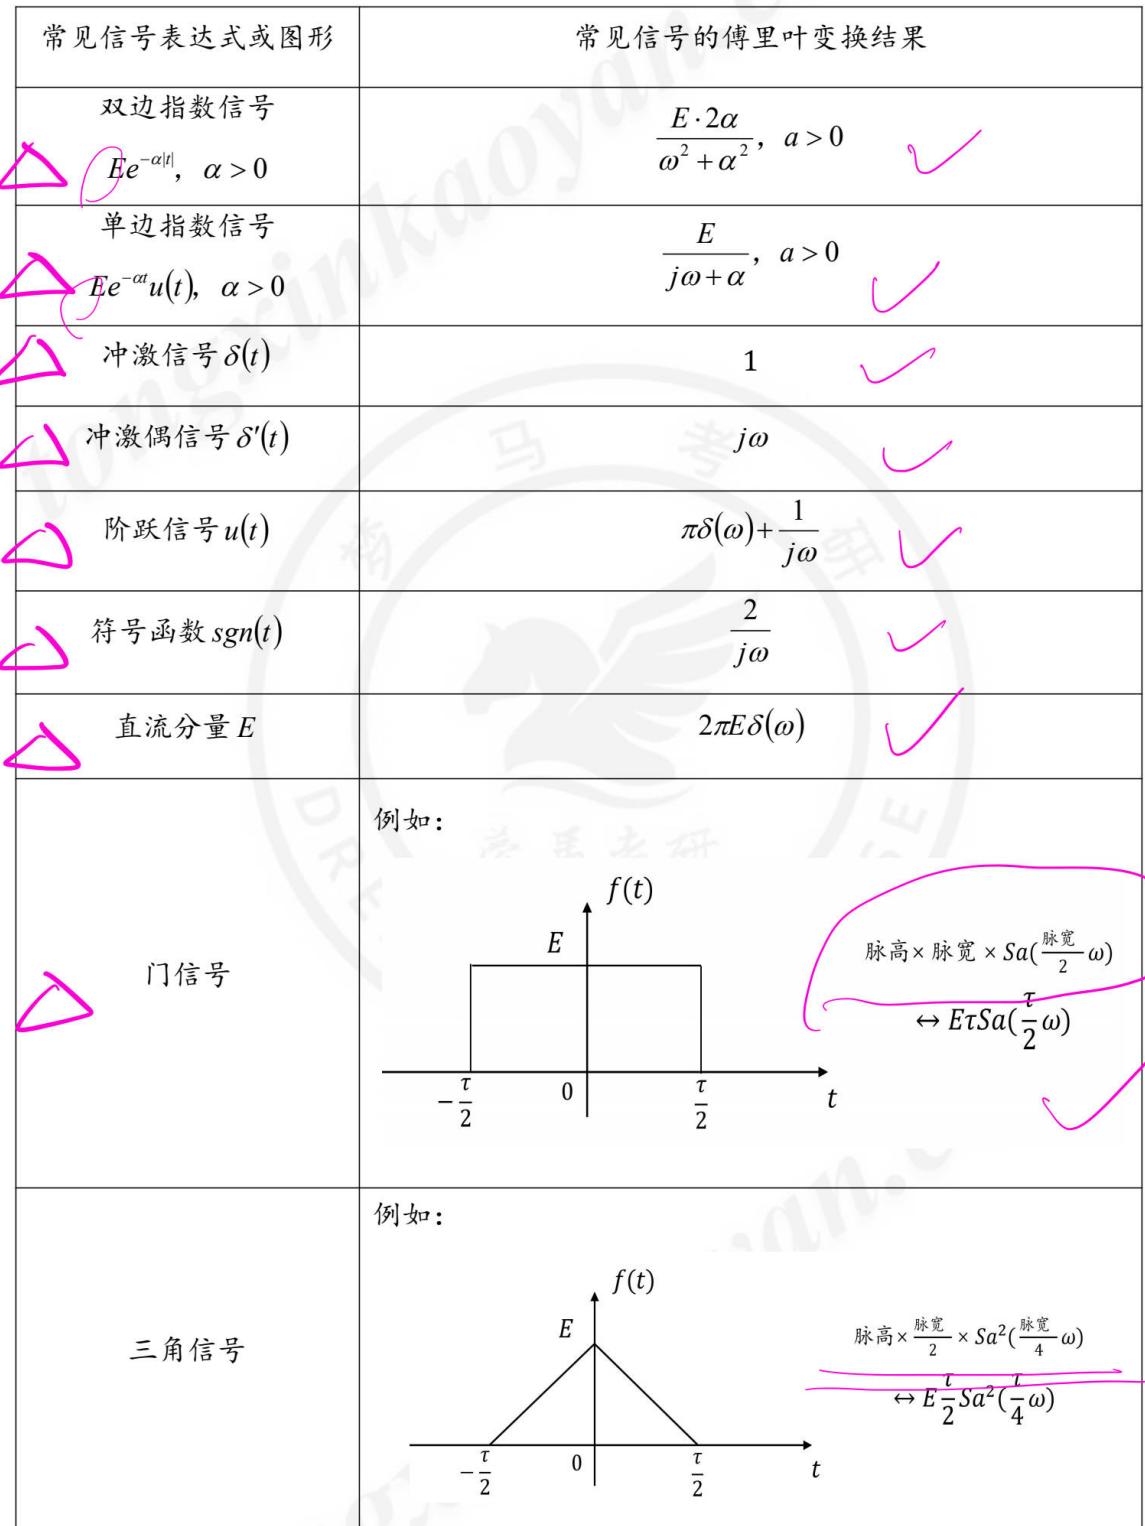 常见信号表达式或图形
常见信号的傅里叶变换结果
双边指数信号
Ee^{-α|t|}, α > 0
E·2α / (ω² + α²), a > 0
单边指数信号
Ee^{-αt}u(t), α > 0
E / (jω + α), a > 0
冲激信号 δ(t)
1
冲激偶信号 δ′(t)
jω
阶跃信号 u(t)
πδ(ω) + 1/(jω)
符号函数 sgn(t)
2/(jω)
直流分量 E
2πEδ(ω)
门信号
例如:
f(t)
E
-τ/2
0
τ/2
t
脉高× 脉宽 × Sa(脉宽/2 ω)
↔ EτSa(τ/2 ω)
三角信号
例如:
f(t)
E
-τ/2
0
τ/2
t
脉高× 脉宽/2 × Sa²(脉宽/4 ω)
↔ E τ/2 Sa²(τ/4 ω)
梦马考研